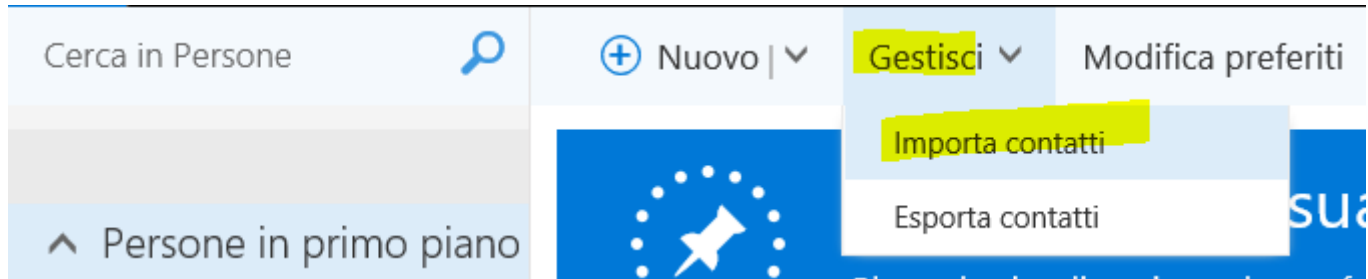 Cerca in Persone
Nuovo | Gestisci Modifica preferiti
Importa contatti
Esporta contatti
Persone in primo piano